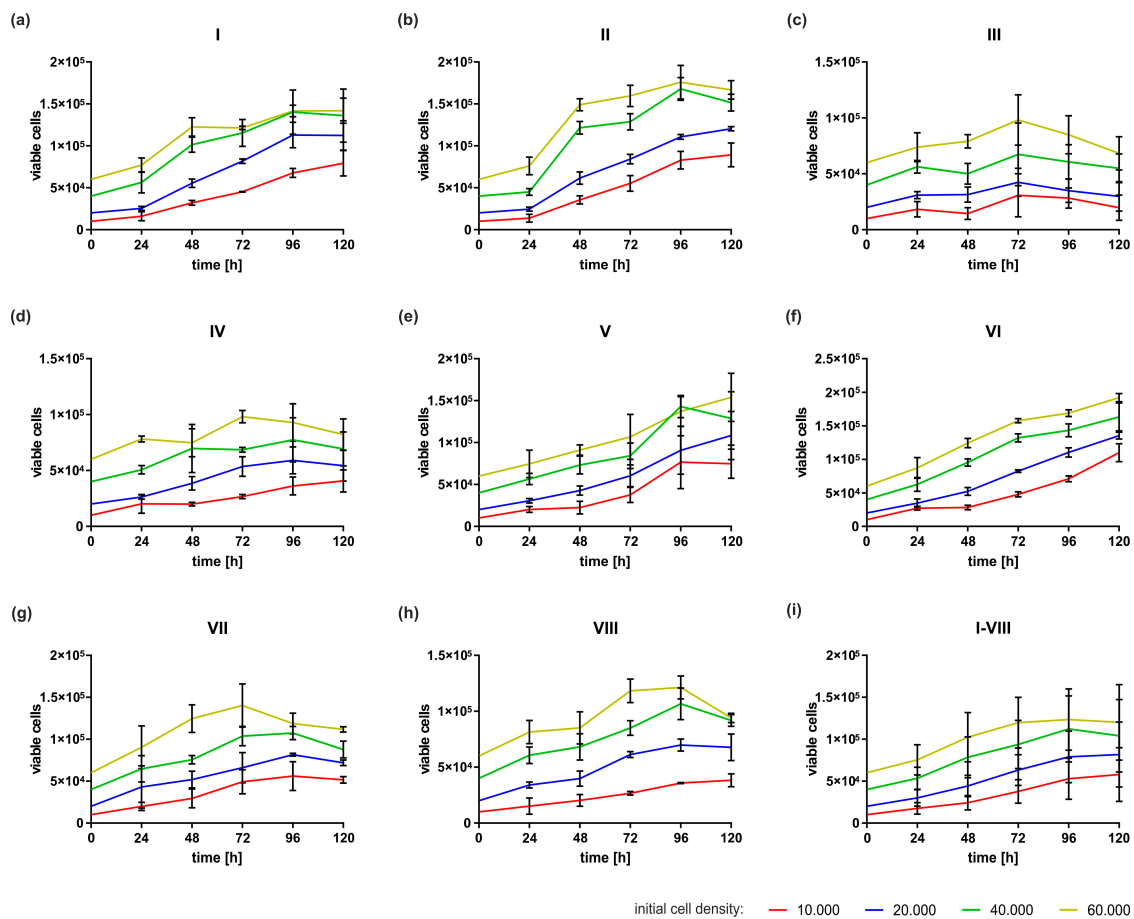 (a)
I
2×10⁵
1.5×10⁵
1×10⁵
5×10⁴
0
viable cells
0 24 48 72 96 120
time [h]
(b)
II
2×10⁵
1.5×10⁵
1×10⁵
5×10⁴
0
viable cells
0 24 48 72 96 120
time [h]
(c)
III
1.5×10⁵
1×10⁵
5×10⁴
0
viable cells
0 24 48 72 96 120
time [h]
(d)
IV
1.5×10⁵
1×10⁵
5×10⁴
0
viable cells
0 24 48 72 96 120
time [h]
(e)
V
2×10⁵
1.5×10⁵
1×10⁵
5×10⁴
0
viable cells
0 24 48 72 96 120
time [h]
(f)
VI
2.5×10⁵
2×10⁵
1.5×10⁵
1×10⁵
5×10⁴
0
viable cells
0 24 48 72 96 120
time [h]
(g)
VII
2×10⁵
1.5×10⁵
1×10⁵
5×10⁴
0
viable cells
0 24 48 72 96 120
time [h]
(h)
VIII
1.5×10⁵
1×10⁵
5×10⁴
0
viable cells
0 24 48 72 96 120
time [h]
(i)
I-VIII
2×10⁵
1.5×10⁵
1×10⁵
5×10⁴
0
viable cells
0 24 48 72 96 120
time [h]
initial cell density: 10.000 20.000 40.000 60.000